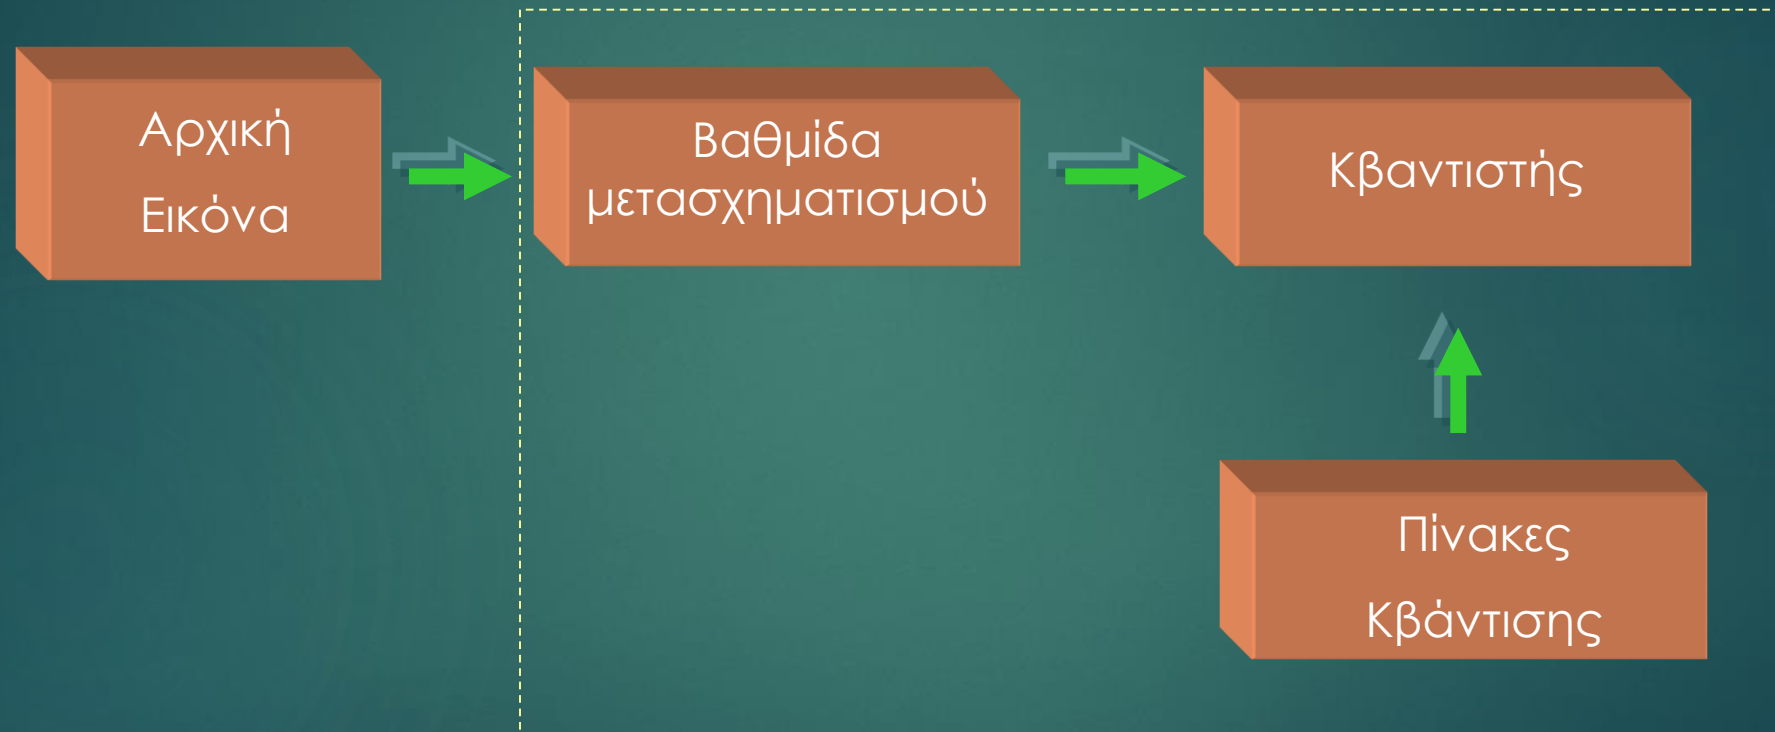 Αρχική
Εικόνα
Βαθμίδα
μετασχηματισμού
Κβαντιστής
Πίνακες
Κβάντισης